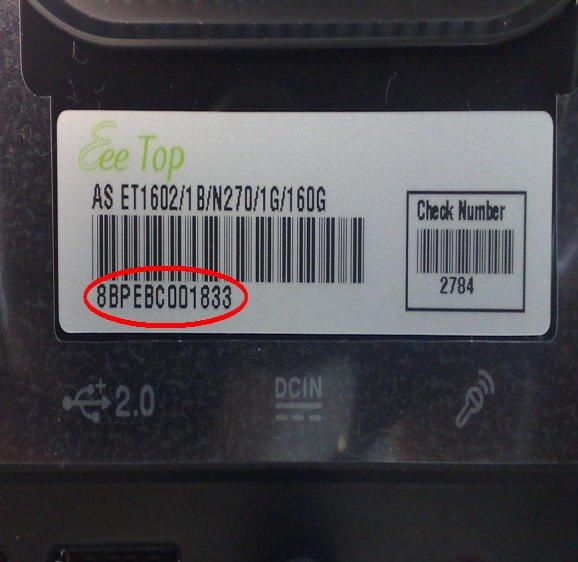 Eee Top
AS ET1602/1B/N270/1G/160G
8BPEBC001833
Check Number
2784
2.0
DCIN